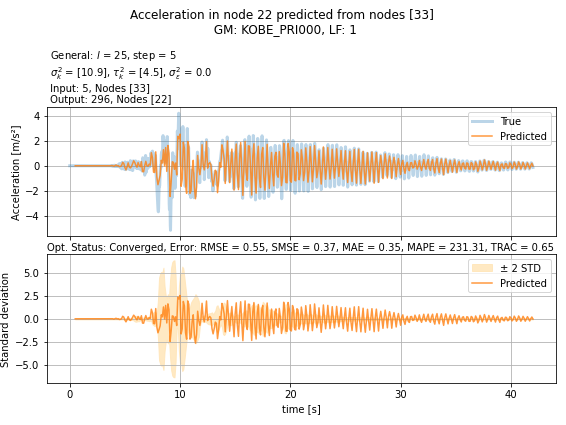 Acceleration in node 22 predicted from nodes [33]
GM: KOBE_PRI000, LF: 1
General: l = 25, step = 5
σ²ₖ = [10.9], τ²ₖ = [4.5], σ²ε = 0.0
Input: 5, Nodes [33]
Output: 296, Nodes [22]
4
2
0
−2
−4
Acceleration [m/s²]
True
Predicted
Opt. Status: Converged, Error: RMSE = 0.55, SMSE = 0.37, MAE = 0.35, MAPE = 231.31, TRAC = 0.65
5.0
2.5
0.0
−2.5
−5.0
Standard deviation
± 2 STD
Predicted
0 10 20 30 40
time [s]